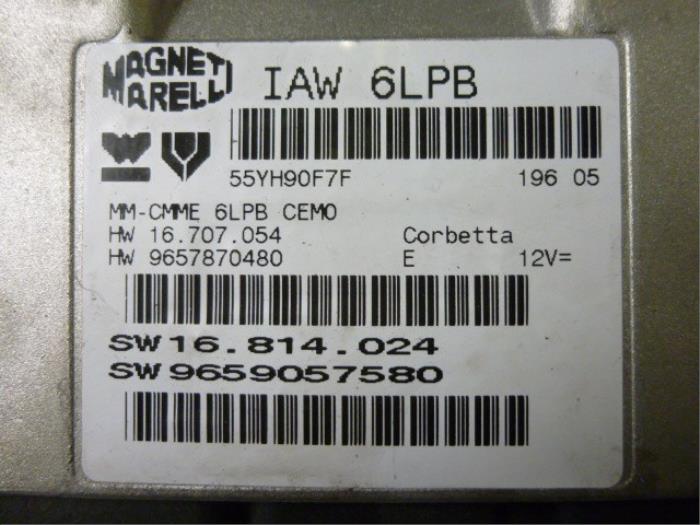 MAGNETI
MARELLI
IAW 6LPB
55YH90F7F 196 05
MM-CMME 6LPB CEMO
HW 16.707.054 Corbetta
HW 9657870480 E 12V=
SW 16.814.024
SW 9659057580